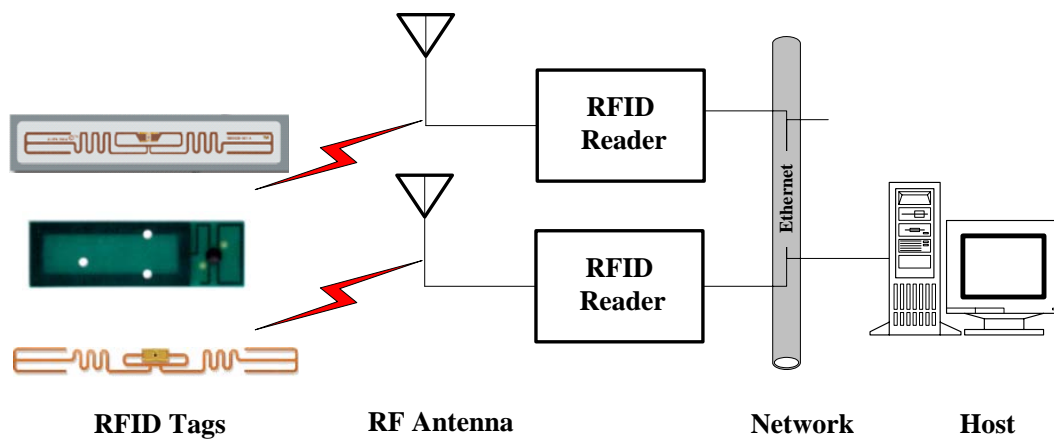 RFID
Reader
RFID
Reader
Ethernet
RFID Tags
RF Antenna
Network
Host